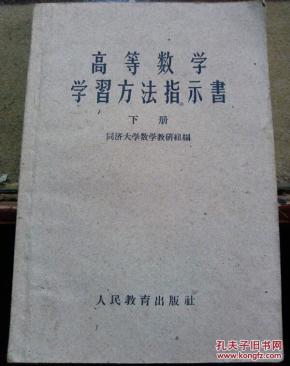 高等数学
学習方法指示書
下册
同济大学数学教研組編
人民教育出版社
孔夫子旧书网